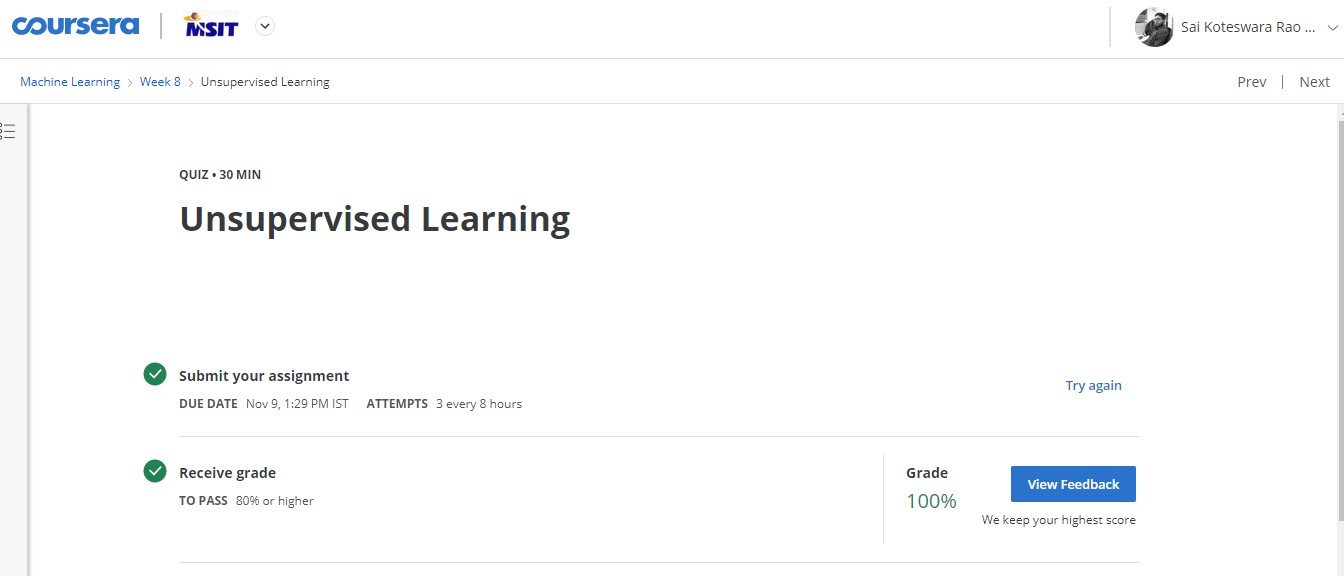 coursera MSIT Sai Koteswara Rao ...
Machine Learning > Week 8 > Unsupervised Learning Prev | Next
QUIZ • 30 MIN
Unsupervised Learning
Submit your assignment
DUE DATE Nov 9, 1:29 PM IST ATTEMPTS 3 every 8 hours
Try again
Receive grade
TO PASS 80% or higher
Grade
100%
View Feedback
We keep your highest score